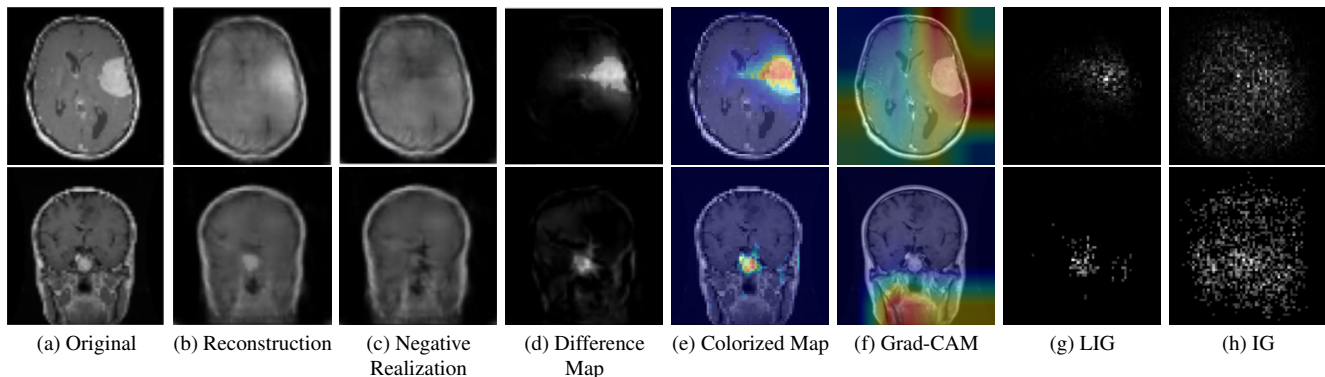 (a) Original
(b) Reconstruction
(c) Negative
Realization
(d) Difference
Map
(e) Colorized Map
(f) Grad-CAM
(g) LIG
(h) IG